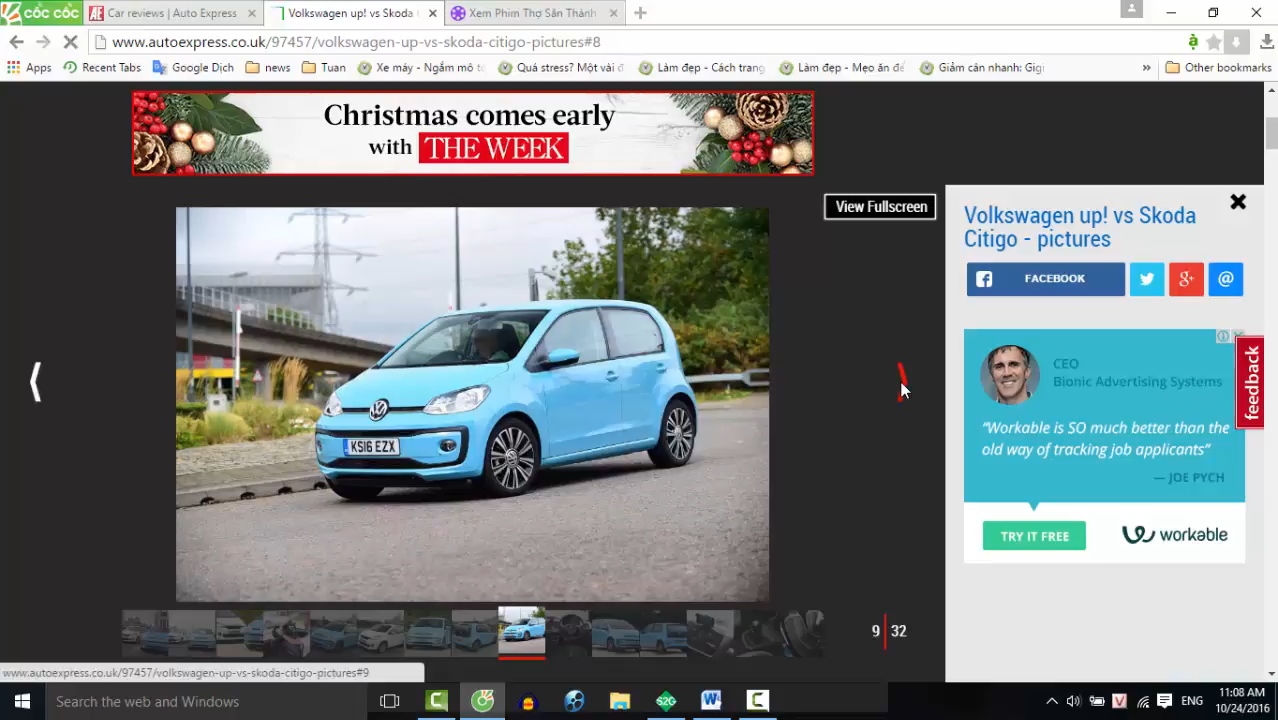 cốc cốc
Car reviews | Auto Express
Volkswagen up! vs Skoda
Xem Phim Thợ Săn Thành
www.autoexpress.co.uk/97457/volkswagen-up-vs-skoda-citigo-pictures#8
Apps
Recent Tabs
Google Dịch
news
Tuan
Xe máy - Ngắm mô tô
Quá stress? Một vài đ
Làm đẹp - Cách trang
Làm đẹp - Mẹo ăn để
Giảm cân nhanh: Gigi
Other bookmarks
Christmas comes early
with THE WEEK
View Fullscreen
Volkswagen up! vs Skoda
Citigo - pictures
FACEBOOK
CEO
Bionic Advertising Systems
“Workable is SO much better than the
old way of tracking job applicants”
— JOE PYCH
TRY IT FREE
workable
feedback
KS16 EZX
9 32
www.autoexpress.co.uk/97457/volkswagen-up-vs-skoda-citigo-pictures#9
Search the web and Windows
S2G
ENG
11:08 AM
10/24/2016